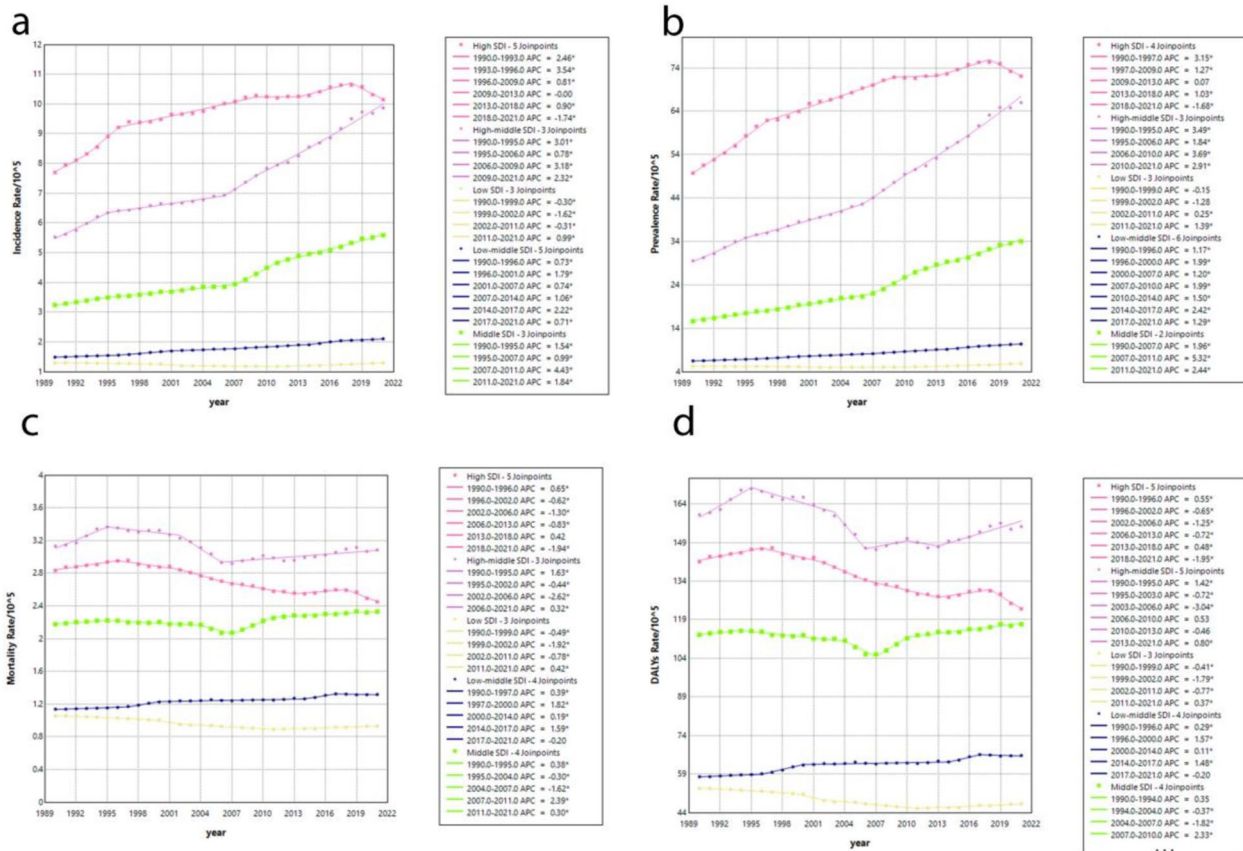 a
12
11
10
9
8
7
6
5
4
3
2
1
Incidence Rate/10^5
1989 1992 1995 1998 2001 2004 2007 2010 2013 2016 2019 2022
year
High SDI - 5 Joinpoints
1990.0-1993.0 APC = 2.46*
1993.0-1996.0 APC = 3.54*
1996.0-2009.0 APC = 0.81*
2009.0-2013.0 APC = -0.00
2013.0-2018.0 APC = 0.90*
2018.0-2021.0 APC = -1.74*
High-middle SDI - 3 Joinpoints
1990.0-1995.0 APC = 3.01*
1995.0-2006.0 APC = 0.78*
2006.0-2009.0 APC = 3.18*
2009.0-2021.0 APC = 2.32*
Low SDI - 3 Joinpoints
1990.0-1999.0 APC = -0.30*
1999.0-2002.0 APC = -1.62*
2002.0-2011.0 APC = -0.31*
2011.0-2021.0 APC = 0.99*
Low-middle SDI - 5 Joinpoints
1990.0-1996.0 APC = 0.73*
1996.0-2001.0 APC = 1.79*
2001.0-2007.0 APC = 0.74*
2007.0-2014.0 APC = 1.06*
2014.0-2017.0 APC = 2.22*
2017.0-2021.0 APC = 0.71*
Middle SDI - 3 Joinpoints
1990.0-1995.0 APC = 1.54*
1995.0-2007.0 APC = 0.99*
2007.0-2011.0 APC = 4.43*
2011.0-2021.0 APC = 1.84*
b
74
64
54
44
34
24
14
4
Prevalence Rate/10^5
1989 1992 1995 1998 2001 2004 2007 2010 2013 2016 2019 2022
year
High SDI - 4 Joinpoints
1990.0-1997.0 APC = 3.15*
1997.0-2009.0 APC = 1.27*
2009.0-2013.0 APC = 0.07
2013.0-2018.0 APC = 1.03*
2018.0-2021.0 APC = -1.68*
High-middle SDI - 3 Joinpoints
1990.0-1995.0 APC = 3.49*
1995.0-2006.0 APC = 1.84*
2006.0-2010.0 APC = 3.69*
2010.0-2021.0 APC = 2.91*
Low SDI - 3 Joinpoints
1990.0-1999.0 APC = -0.15
1999.0-2002.0 APC = -1.28
2002.0-2011.0 APC = 0.25*
2011.0-2021.0 APC = 1.39*
Low-middle SDI - 6 Joinpoints
1990.0-1996.0 APC = 1.17*
1996.0-2000.0 APC = 1.99*
2000.0-2007.0 APC = 1.20*
2007.0-2010.0 APC = 1.99*
2010.0-2014.0 APC = 1.50*
2014.0-2017.0 APC = 2.42*
2017.0-2021.0 APC = 1.29*
Middle SDI - 2 Joinpoints
1990.0-2007.0 APC = 1.96*
2007.0-2011.0 APC = 5.32*
2011.0-2021.0 APC = 2.44*
c
4
3.6
3.2
2.8
2.4
2
1.6
1.2
0.8
0.4
0
Mortality Rate/10^5
1989 1992 1995 1998 2001 2004 2007 2010 2013 2016 2019 2022
year
High SDI - 5 Joinpoints
1990.0-1996.0 APC = 0.65*
1996.0-2002.0 APC = -0.62*
2002.0-2006.0 APC = -1.30*
2006.0-2013.0 APC = -0.83*
2013.0-2018.0 APC = 0.42
2018.0-2021.0 APC = -1.94*
High-middle SDI - 3 Joinpoints
1990.0-1995.0 APC = 1.63*
1995.0-2002.0 APC = -0.44*
2002.0-2006.0 APC = -2.62*
2006.0-2021.0 APC = 0.32*
Low SDI - 3 Joinpoints
1990.0-1999.0 APC = -0.49*
1999.0-2002.0 APC = -1.92*
2002.0-2011.0 APC = -0.78*
2011.0-2021.0 APC = 0.42*
Low-middle SDI - 4 Joinpoints
1990.0-1997.0 APC = 0.39*
1997.0-2000.0 APC = 1.82*
2000.0-2014.0 APC = 0.19*
2014.0-2017.0 APC = 1.59*
2017.0-2021.0 APC = -0.20
Middle SDI - 4 Joinpoints
1990.0-1995.0 APC = 0.38*
1995.0-2004.0 APC = -0.30*
2004.0-2007.0 APC = -1.62*
2007.0-2011.0 APC = 2.39*
2011.0-2021.0 APC = 0.30*
d
164
149
134
119
104
89
74
59
44
DALYs Rate/10^5
1989 1992 1995 1998 2001 2004 2007 2010 2013 2016 2019 2022
year
High SDI - 5 Joinpoints
1990.0-1996.0 APC = 0.55*
1996.0-2002.0 APC = -0.65*
2002.0-2006.0 APC = -1.25*
2006.0-2013.0 APC = -0.72*
2013.0-2018.0 APC = 0.48*
2018.0-2021.0 APC = -1.95*
High-middle SDI - 5 Joinpoints
1990.0-1995.0 APC = 1.42*
1995.0-2003.0 APC = -0.72*
2003.0-2006.0 APC = -3.04*
2006.0-2010.0 APC = 0.53
2010.0-2013.0 APC = -0.46
2013.0-2021.0 APC = 0.80*
Low SDI - 3 Joinpoints
1990.0-1999.0 APC = -0.41*
1999.0-2002.0 APC = -1.79*
2002.0-2011.0 APC = -0.77*
2011.0-2021.0 APC = 0.37*
Low-middle SDI - 4 Joinpoints
1990.0-1996.0 APC = 0.29*
1996.0-2000.0 APC = 1.57*
2000.0-2014.0 APC = 0.11*
2014.0-2017.0 APC = 1.48*
2017.0-2021.0 APC = -0.20
Middle SDI - 4 Joinpoints
1990.0-1994.0 APC = 0.35
1994.0-2004.0 APC = -0.37*
2004.0-2007.0 APC = -1.82*
2007.0-2010.0 APC = 2.33*
...